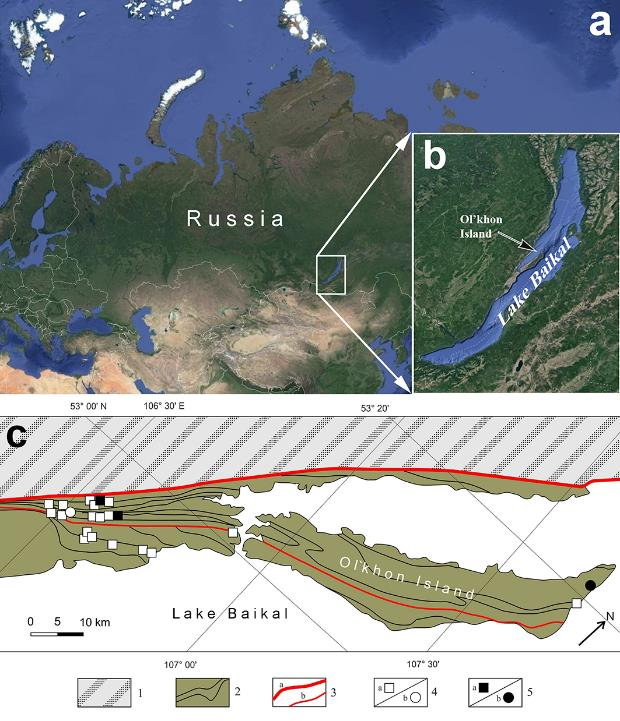 a
Russia
b
Ol'khon
Island
Lake Baikal
53° 00' N 106° 30' E 53° 20'
c
Ol'khon Island
0 5 10 km
Lake Baikal
N
107° 00' 107° 30'
1 2 a b 3 a b 4 a b 5